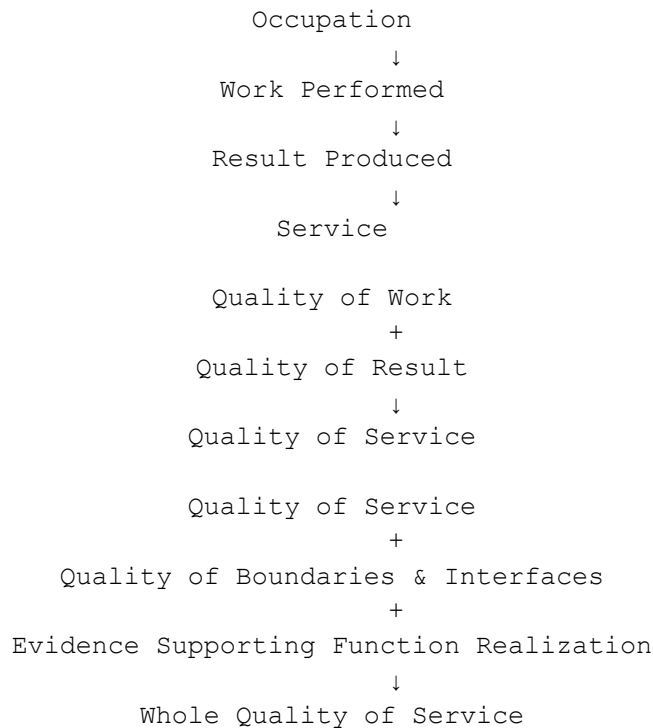 Occupation
↓
Work Performed
↓
Result Produced
↓
Service
Quality of Work
+
Quality of Result
↓
Quality of Service
Quality of Service
+
Quality of Boundaries & Interfaces
+
Evidence Supporting Function Realization
↓
Whole Quality of Service